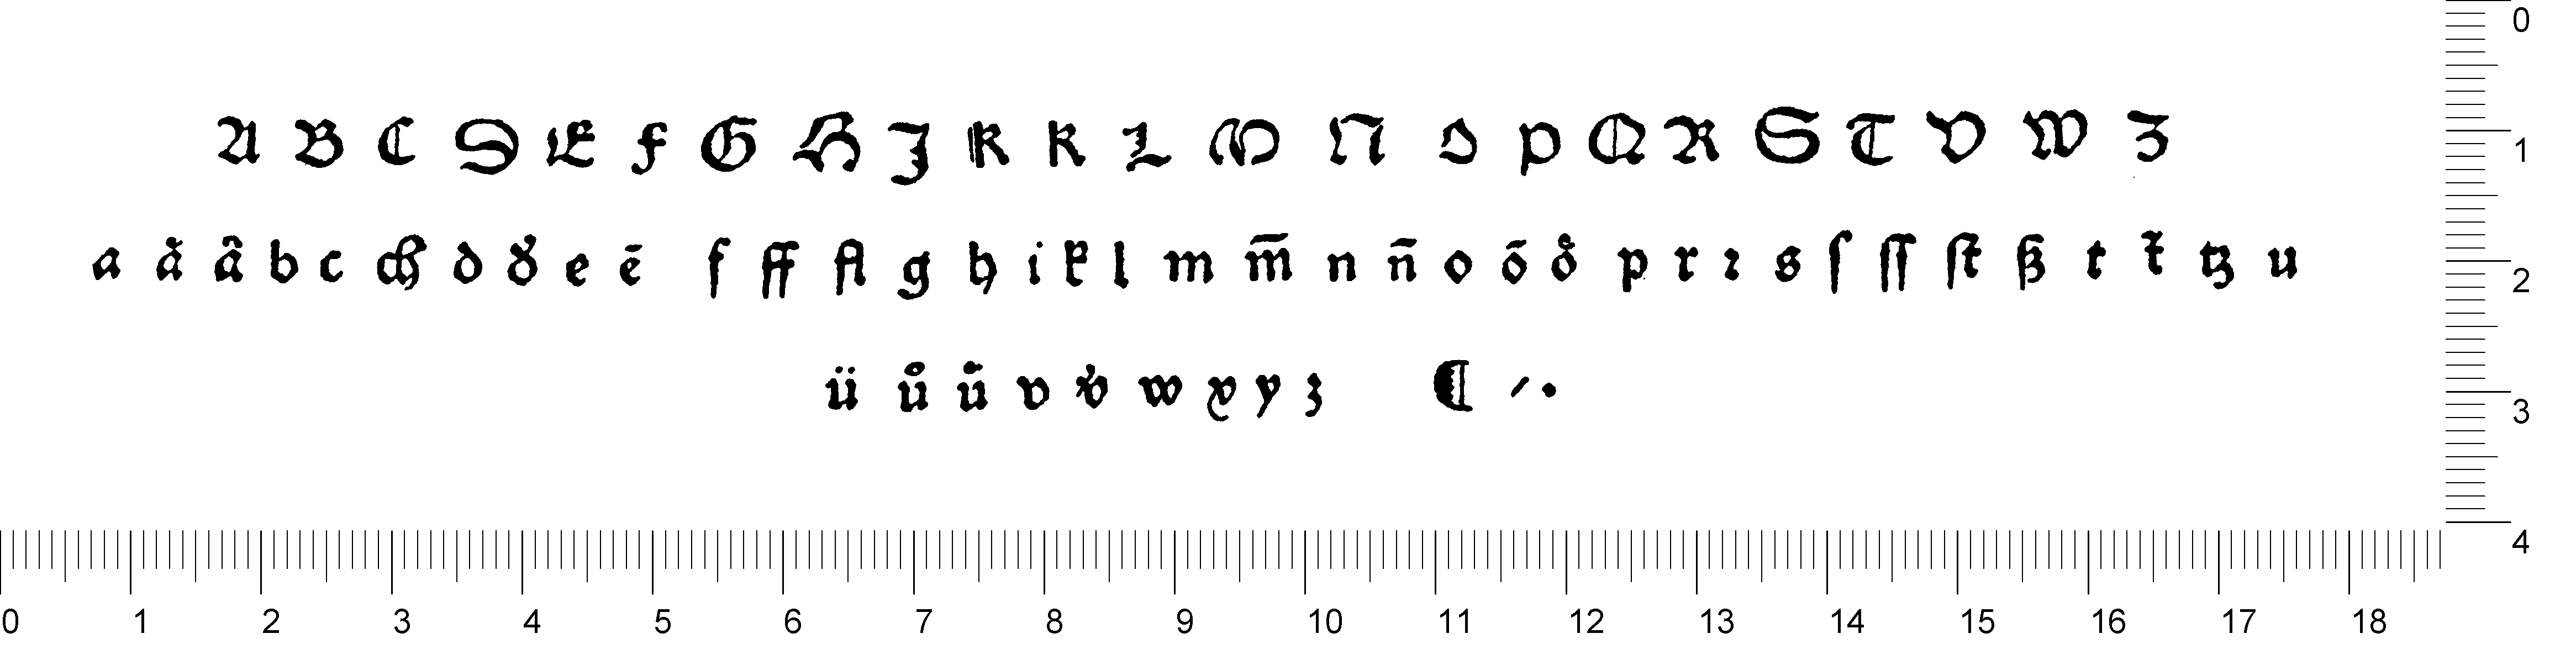 A B C D E F G H J K K L M N O P Q R S T V W Z
a aͤ â b c ch d dͤ e ē f ff fl g h i k l m m̄ n n̄ o ō oͤ p r ꝛ s ſ ſſ ſt ß t t̄ tz u
ü uͦ uͤ v vͤ w x y z ¶ / .
0
1
2
3
4
0 1 2 3 4 5 6 7 8 9 10 11 12 13 14 15 16 17 18